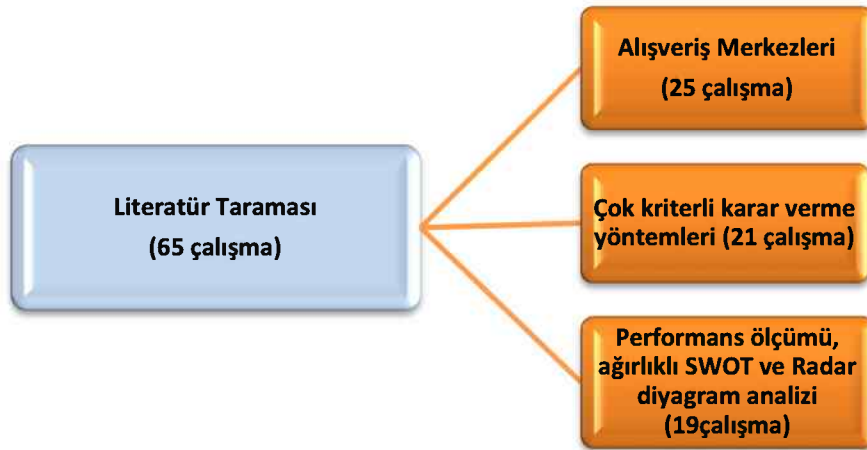 Literatür Taraması
(65 çalışma)
Alışveriş Merkezleri
(25 çalışma)
Çok kriterli karar verme
yöntemleri (21 çalışma)
Performans ölçümü,
ağırlıklı SWOT ve Radar
diyagram analizi
(19çalışma)